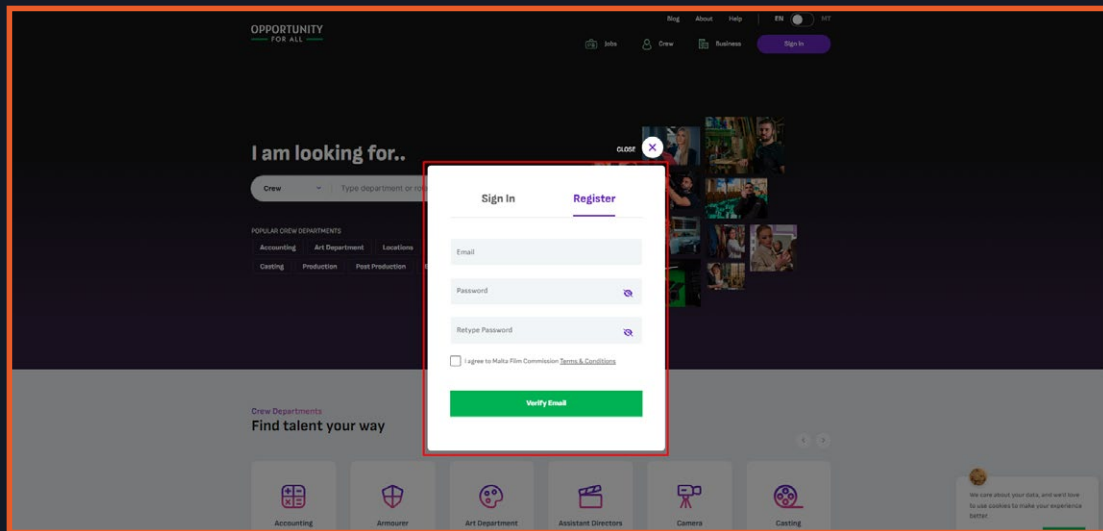 OPPORTUNITY
FOR ALL
Blog About Help EN MT
Jobs Crew Business Sign In
I am looking for..
CLOSE
Crew Type department or
POPULAR CREW DEPARTMENTS
Accounting Art Department Locations
Casting Production Post Production
Sign In Register
Email
Password
Retype Password
I agree to Malta Film Commission Terms & Conditions
Verify Email
Crew Departments
Find talent your way
Accounting Armourer Art Department Assistant Directors Camera Casting
We care about your data, and we'd love
to use cookies to make your experience
better.